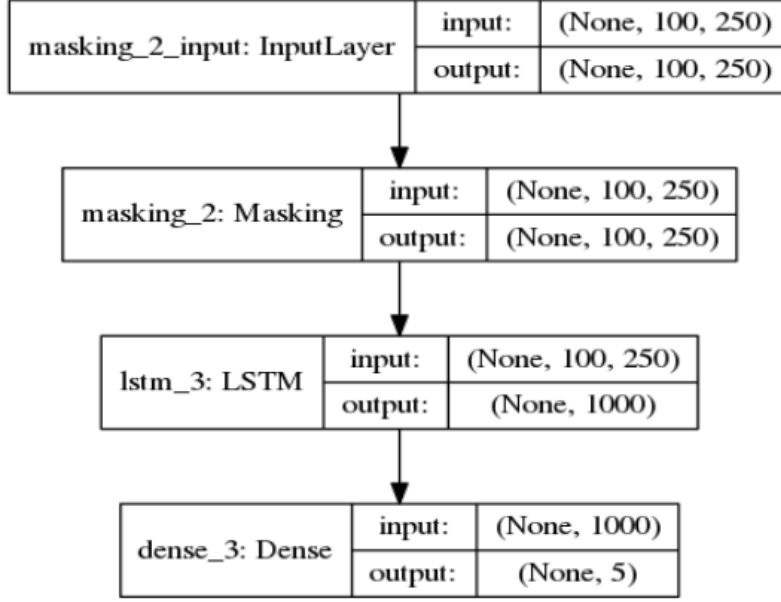 masking_2_input: InputLayer
input: (None, 100, 250)
output: (None, 100, 250)
masking_2: Masking
input: (None, 100, 250)
output: (None, 100, 250)
lstm_3: LSTM
input: (None, 100, 250)
output: (None, 1000)
dense_3: Dense
input: (None, 1000)
output: (None, 5)